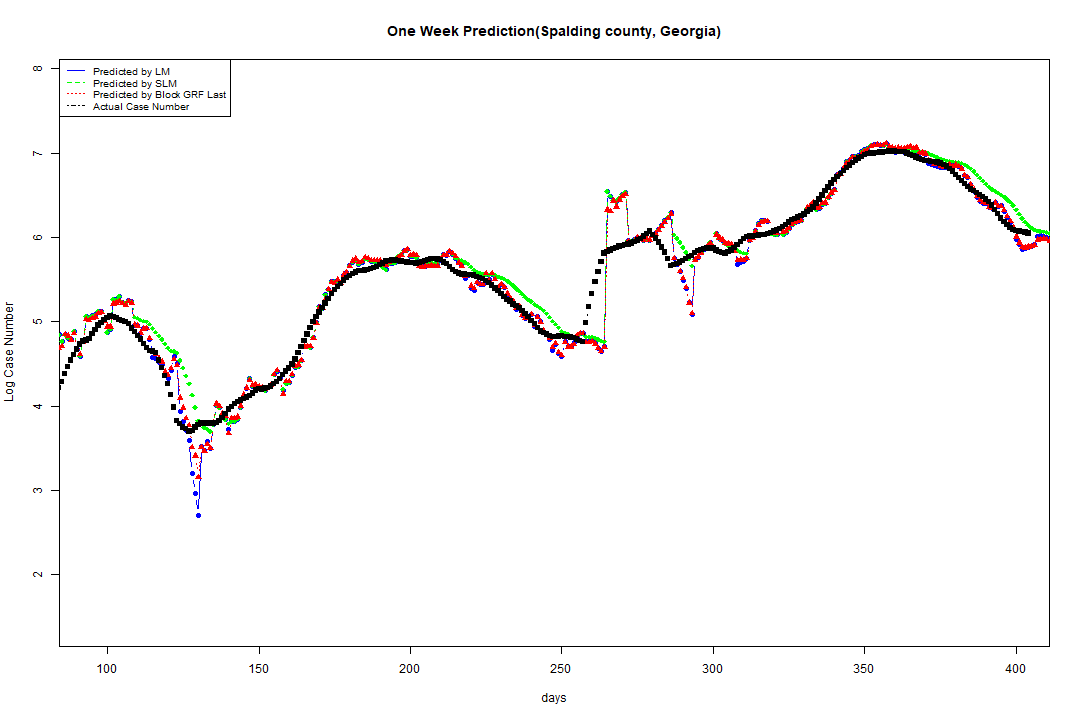 One Week Prediction(Spalding county, Georgia)
Predicted by LM
Predicted by SLM
Predicted by Block GRF Last
Actual Case Number
8
7
6
5
4
3
2
Log Case Number
100 150 200 250 300 350 400
days